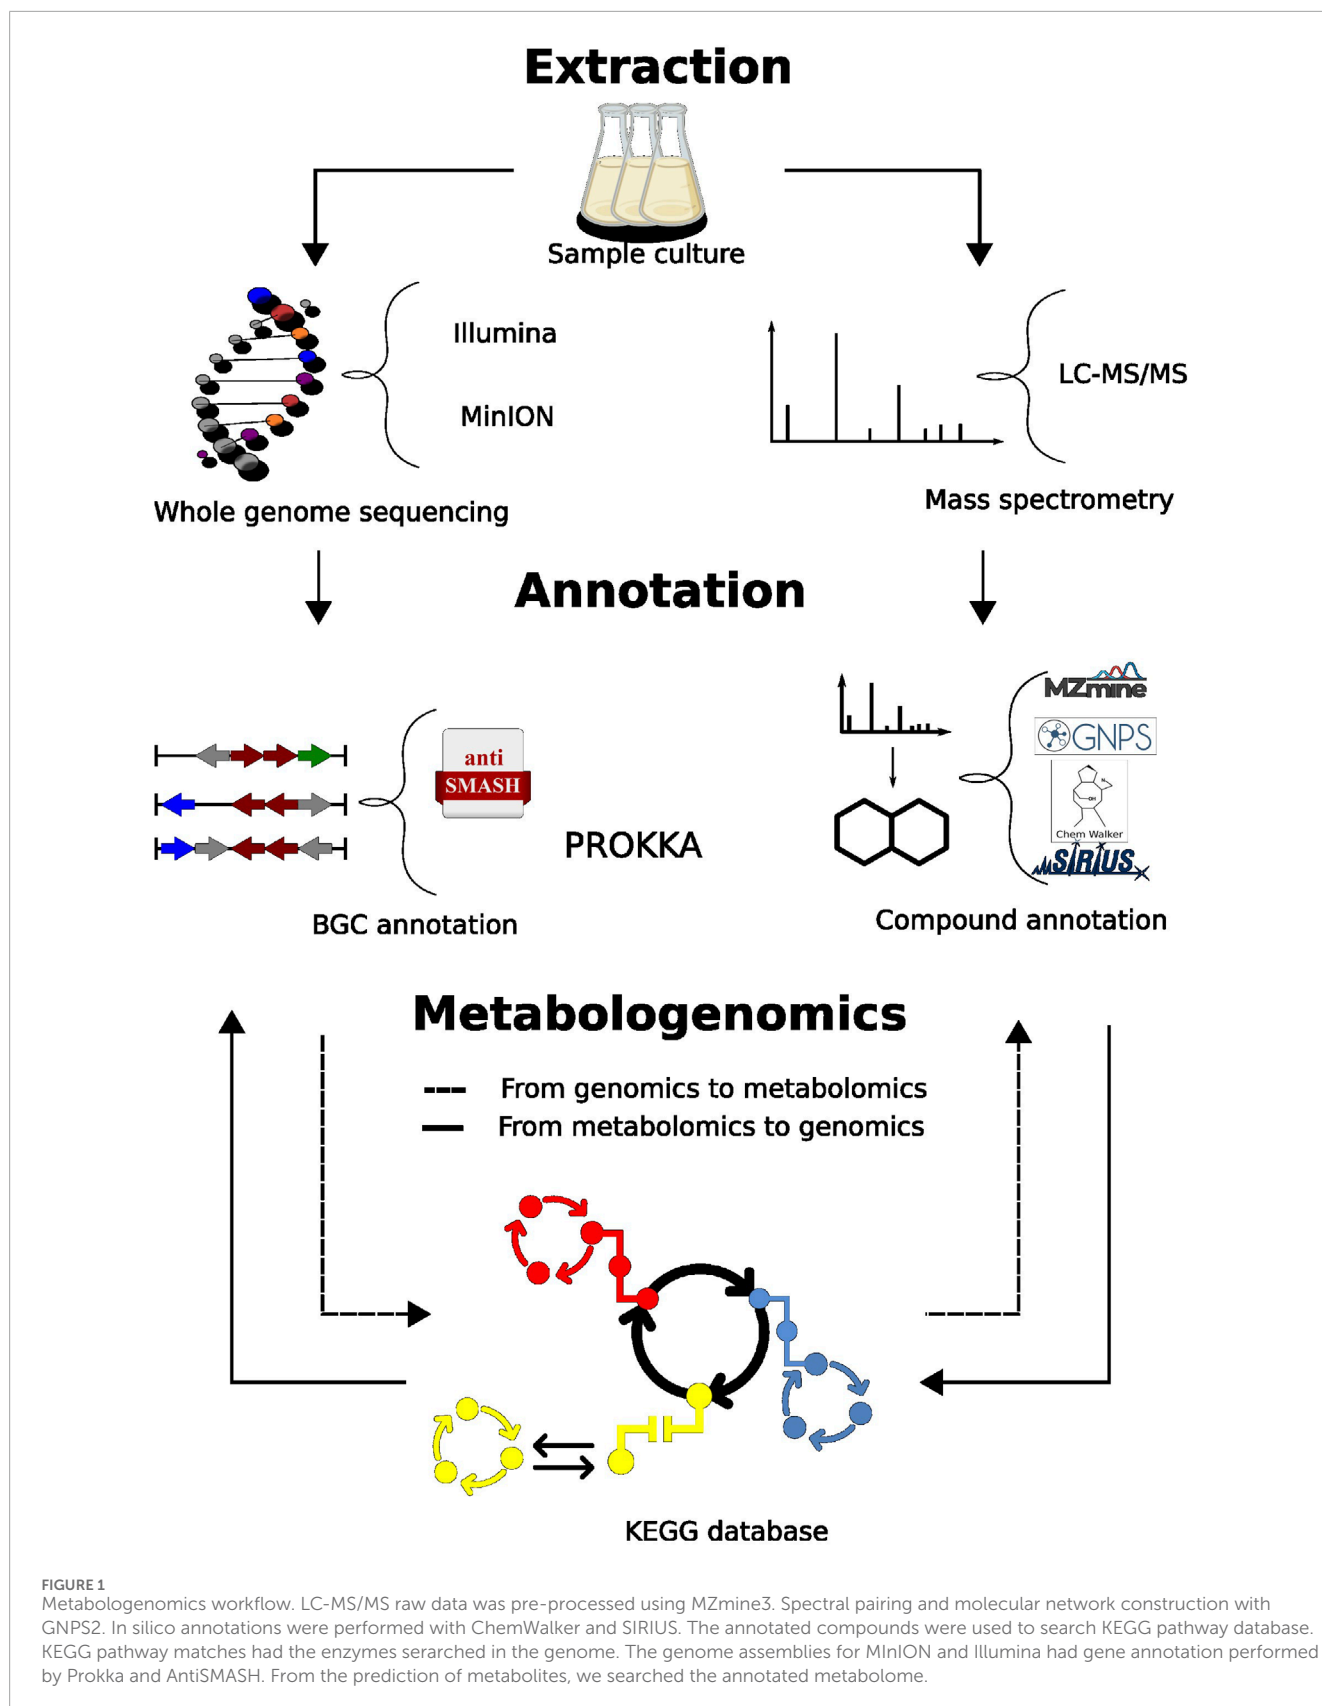 Extraction
Sample culture
Illumina
MinION
Whole genome sequencing
LC-MS/MS
Mass spectrometry
Annotation
anti
SMASH
PROKKA
BGC annotation
MZmine
GNPS
OH
Chem Walker
SIRIUS
Compound annotation
Metabologenomics
From genomics to metabolomics
From metabolomics to genomics
KEGG database
FIGURE 1
Metabologenomics workflow. LC-MS/MS raw data was pre-processed using MZmine3. Spectral pairing and molecular network construction with
GNPS2. In silico annotations were performed with ChemWalker and SIRIUS. The annotated compounds were used to search KEGG pathway database.
KEGG pathway matches had the enzymes serarched in the genome. The genome assemblies for MInION and Illumina had gene annotation performed
by Prokka and AntiSMASH. From the prediction of metabolites, we searched the annotated metabolome.